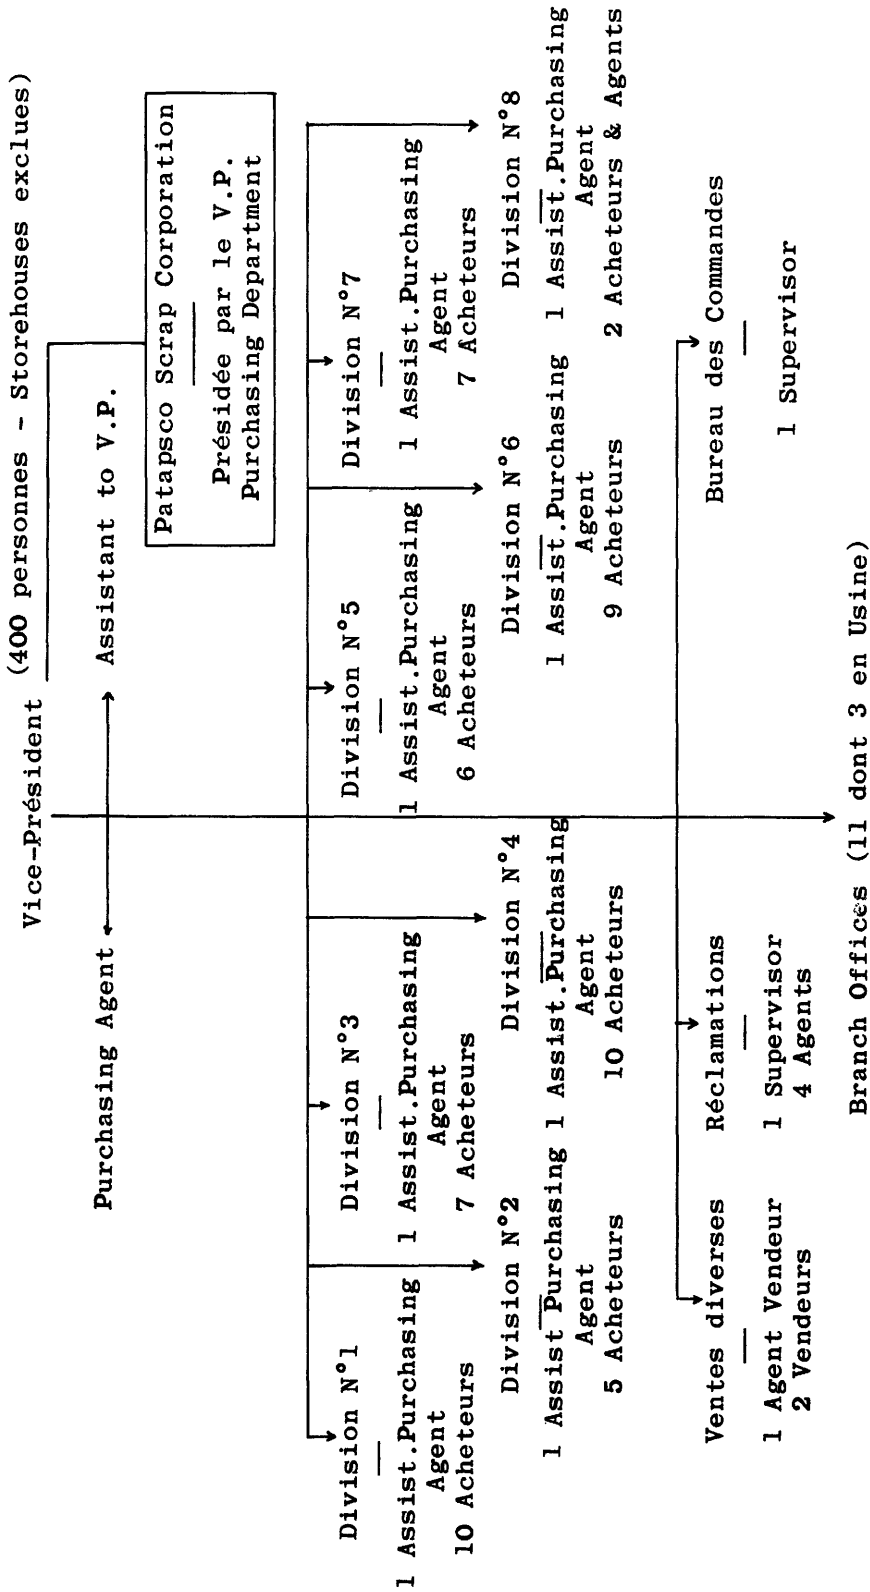 Vice-Président (400 personnes - Storehouses exclues)
Purchasing Agent
Assistant to V.P.
Patapsco Scrap Corporation
Présidée par le V.P.
Purchasing Department
Division N°1
1 Assist.Purchasing
Agent
10 Acheteurs
Division N°3
1 Assist.Purchasing
Agent
7 Acheteurs
Division N°5
1 Assist.Purchasing
Agent
6 Acheteurs
Division N°7
1 Assist.Purchasing
Agent
7 Acheteurs
Division N°2
1 Assist Purchasing
Agent
5 Acheteurs
Division N°4
1 Assist.Purchasing
Agent
10 Acheteurs
Division N°6
1 Assist.Purchasing
Agent
9 Acheteurs
Division N°8
1 Assist.Purchasing
Agent
2 Acheteurs & Agents
Ventes diverses
1 Agent Vendeur
2 Vendeurs
Réclamations
1 Supervisor
4 Agents
Bureau des Commandes
1 Supervisor
Branch Offices (11 dont 3 en Usine)